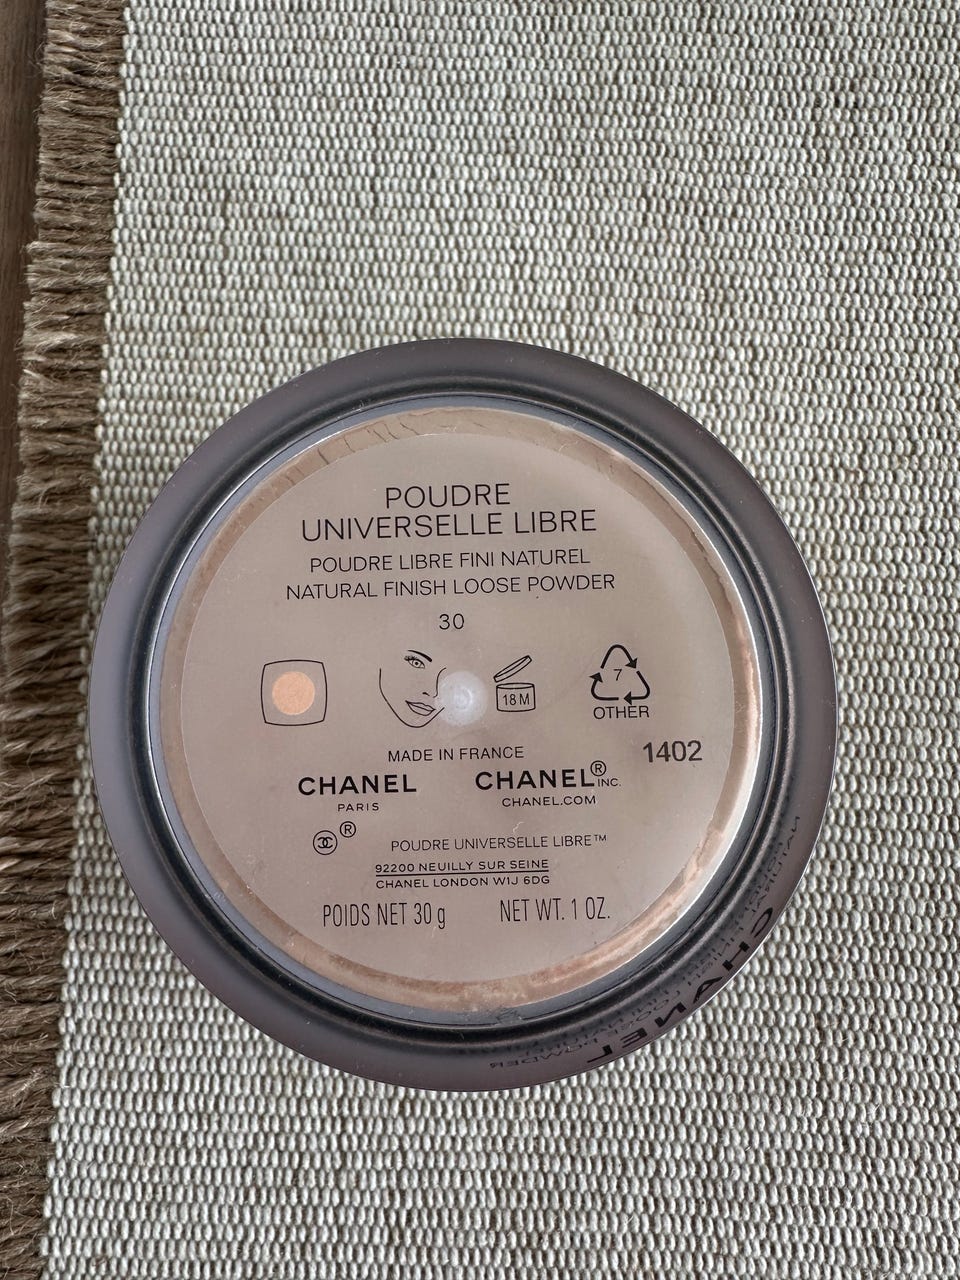 POUDRE
UNIVERSELLE LIBRE
POUDRE LIBRE FINI NATUREL
NATURAL FINISH LOOSE POWDER
30
18 M
7
OTHER
MADE IN FRANCE
1402
CHANEL CHANEL® INC.
PARIS CHANEL.COM
®
POUDRE UNIVERSELLE LIBRE™
92200 NEUILLY SUR SEINE
CHANEL LONDON W1J 6DG
POIDS NET 30 g NET WT. 1 OZ.
CHANEL